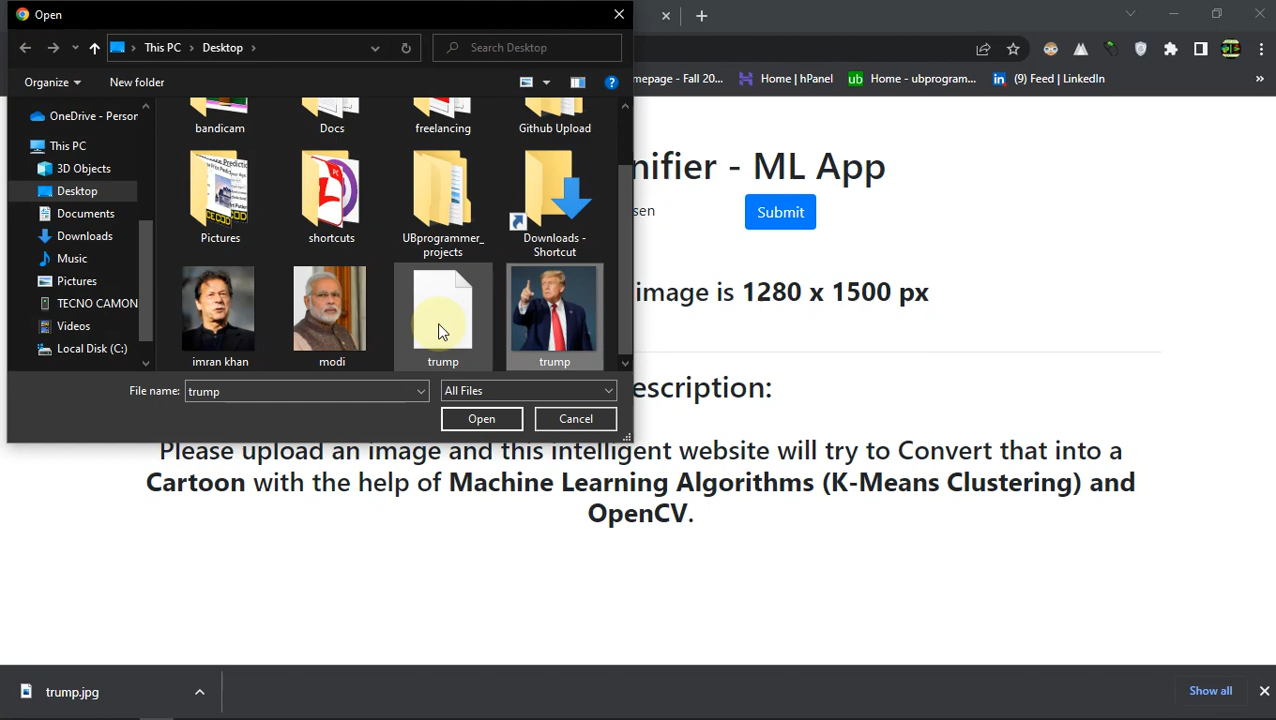 Open
This PC
Desktop
Search Desktop
Organize
New folder
mepage - Fall 20...
Home | hPanel
Home - ubprogram...
(9) Feed | LinkedIn
»
OneDrive - Person
This PC
3D Objects
Desktop
Documents
Downloads
Music
Pictures
TECNO CAMON
Videos
Local Disk (C:)
bandicam
Docs
freelancing
Github Upload
Pictures
shortcuts
UBprogrammer_
projects
Downloads -
Shortcut
imran khan
modi
trump
trump
File name:
trump
All Files
Open
Cancel
nifier - ML App
sen
Submit
image is 1280 x 1500 px
escription:
Please upload an image and this intelligent website will try to Convert that into a
Cartoon with the help of Machine Learning Algorithms (K-Means Clustering) and
OpenCV.
trump.jpg
Show all